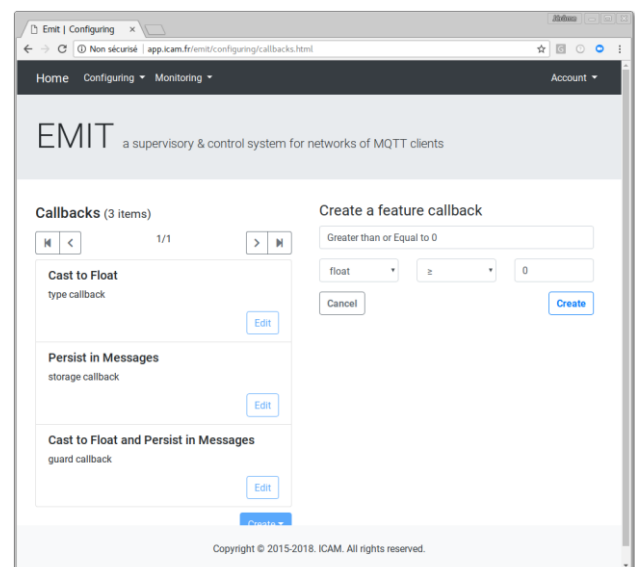 Emit | Configuring ×
Non sécurisé | app.icam.fr/emit/configuring/callbacks.html
Home Configuring Monitoring Account
EMIT a supervisory & control system for networks of MQTT clients
Callbacks (3 items)
1/1
Cast to Float
type callback
Edit
Persist in Messages
storage callback
Edit
Cast to Float and Persist in Messages
guard callback
Edit
Create
Create a feature callback
Greater than or Equal to 0
float ≥ 0
Cancel Create
Copyright © 2015-2018. ICAM. All rights reserved.